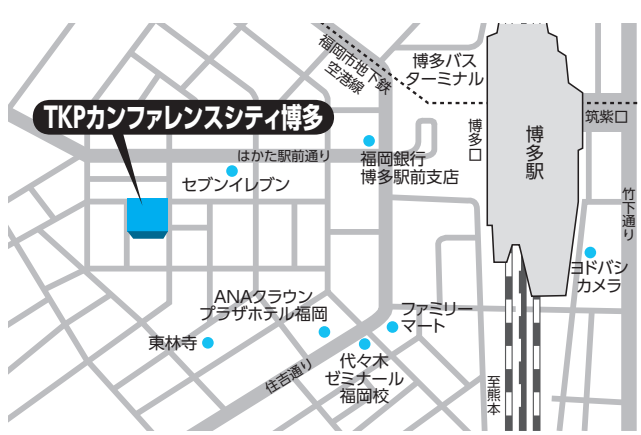 福岡市地下鉄
空港線
博多バス
ターミナル
筑紫口
TKPカンファレンスシティ博多
博多口
博多駅
はかた駅前通り
福岡銀行
博多駅前支店
セブンイレブン
竹下通り
ヨドバシ
カメラ
ANAクラウン
プラザホテル福岡
ファミリー
マート
東林寺
住吉通り
代々木
ゼミナール
福岡校
至熊本